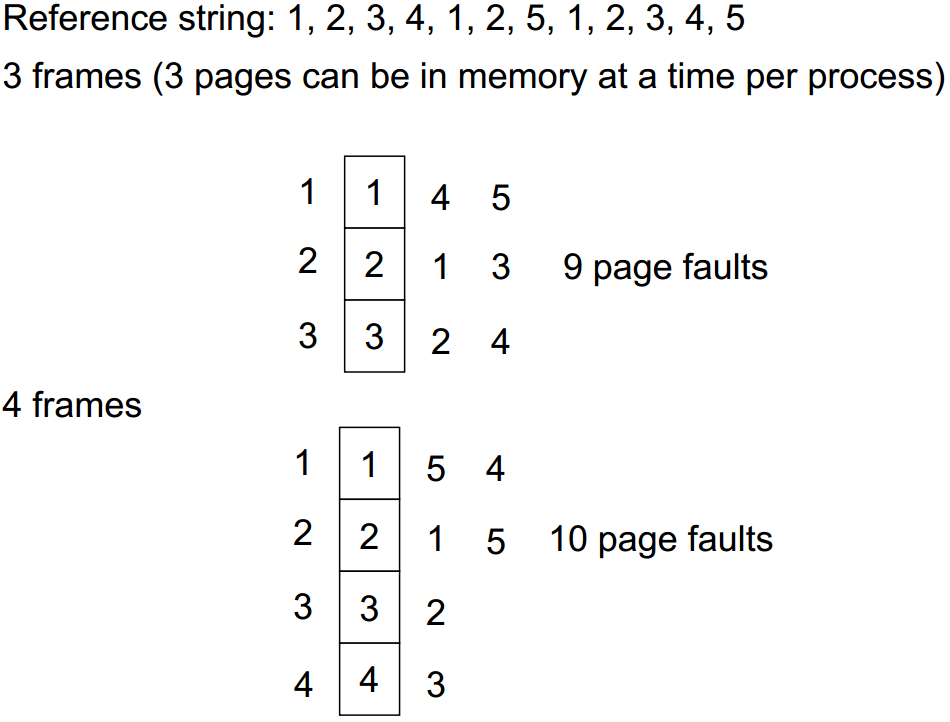 Reference string: 1, 2, 3, 4, 1, 2, 5, 1, 2, 3, 4, 5
3 frames (3 pages can be in memory at a time per process)
1 1 4 5
2 2 1 3 9 page faults
3 3 2 4
4 frames
1 1 5 4
2 2 1 5 10 page faults
3 3 2
4 4 3